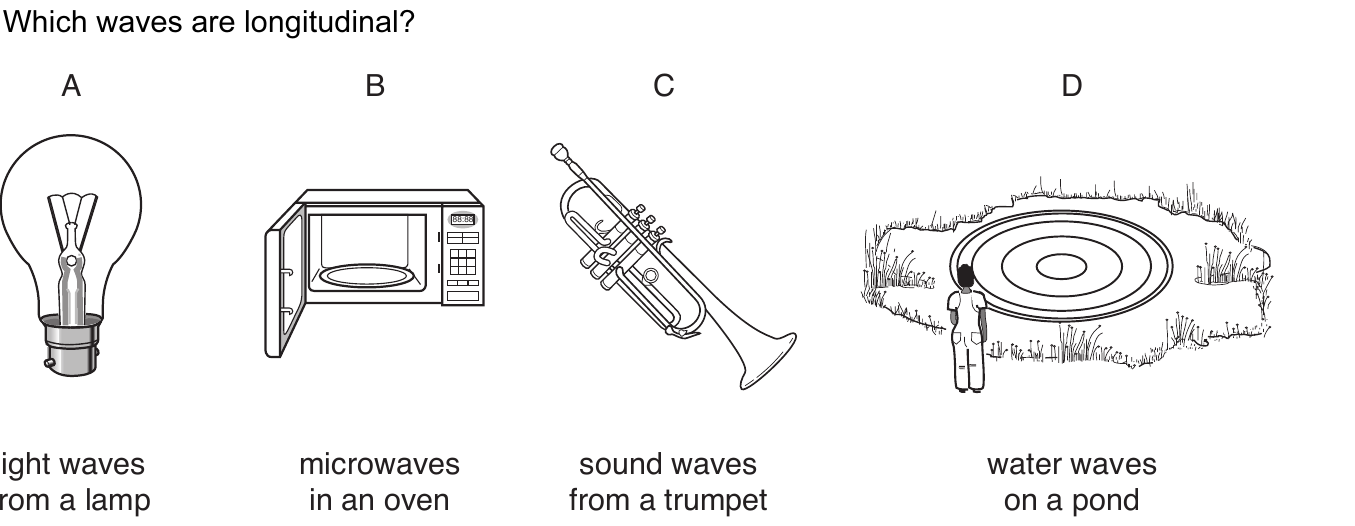 Which waves are longitudinal?
A B C D
88:88
ight waves microwaves sound waves water waves
rom a lamp in an oven from a trumpet on a pond